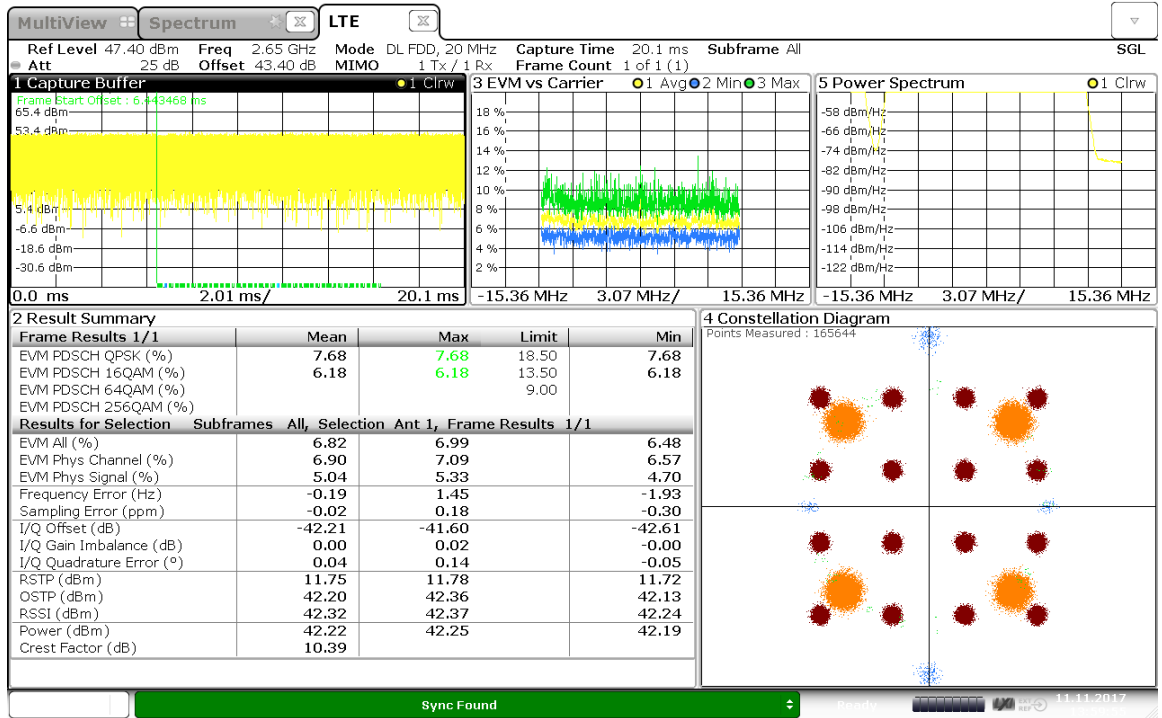 MultiView Spectrum LTE
Ref Level 47.40 dBm Freq 2.65 GHz Mode DL FDD, 20 MHz Capture Time 20.1 ms Subframe All SGL
Att 25 dB Offset 43.40 dB MIMO 1 Tx / 1 Rx Frame Count 1 of 1 (1)
1 Capture Buffer 1 Clrw
Frame Start Offset : 6.443468 ms
65.4 dBm
53.4 dBm
5.4 dBm
-6.6 dBm
-18.6 dBm
-30.6 dBm
0.0 ms 2.01 ms/ 20.1 ms
3 EVM vs Carrier 1 Avg 2 Min 3 Max
18 %
16 %
14 %
12 %
10 %
8 %
6 %
4 %
2 %
-15.36 MHz 3.07 MHz/ 15.36 MHz
5 Power Spectrum 1 Clrw
-58 dBm/Hz
-66 dBm/Hz
-74 dBm/Hz
-82 dBm/Hz
-90 dBm/Hz
-98 dBm/Hz
-106 dBm/Hz
-114 dBm/Hz
-122 dBm/Hz
-15.36 MHz 3.07 MHz/ 15.36 MHz
2 Result Summary
Frame Results 1/1 Mean Max Limit Min
EVM PDSCH QPSK (%) 7.68 7.68 18.50 7.68
EVM PDSCH 16QAM (%) 6.18 6.18 13.50 6.18
EVM PDSCH 64QAM (%) 9.00
EVM PDSCH 256QAM (%)
Results for Selection Subframes All, Selection Ant 1, Frame Results 1/1
EVM All (%) 6.82 6.99 6.48
EVM Phys Channel (%) 6.90 7.09 6.57
EVM Phys Signal (%) 5.04 5.33 4.70
Frequency Error (Hz) -0.19 1.45 -1.93
Sampling Error (ppm) -0.02 0.18 -0.30
I/Q Offset (dB) -42.21 -41.60 -42.61
I/Q Gain Imbalance (dB) 0.00 0.02 -0.00
I/Q Quadrature Error (º) 0.04 0.14 -0.05
RSTP (dBm) 11.75 11.78 11.72
OSTP (dBm) 42.20 42.36 42.13
RSSI (dBm) 42.32 42.37 42.24
Power (dBm) 42.22 42.25 42.19
Crest Factor (dB) 10.39
4 Constellation Diagram
Points Measured : 165644
Sync Found Ready 11.11.2017